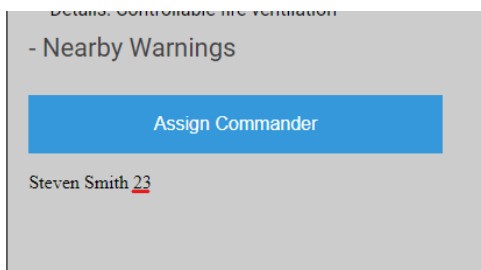 Details: Controllable fire ventilation
- Nearby Warnings
Assign Commander
Steven Smith 23